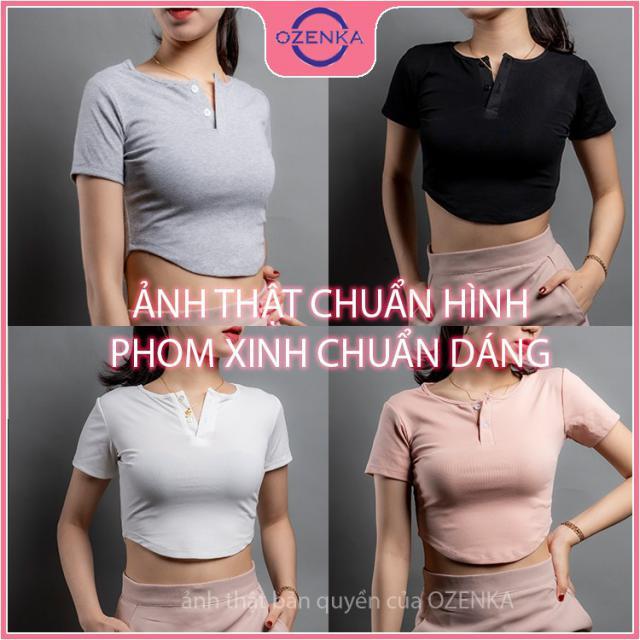 OZENKA
ẢNH THẬT CHUẨN HÌNH
PHOM XINH CHUẨN DÁNG
ảnh thật bản quyền của OZENKA